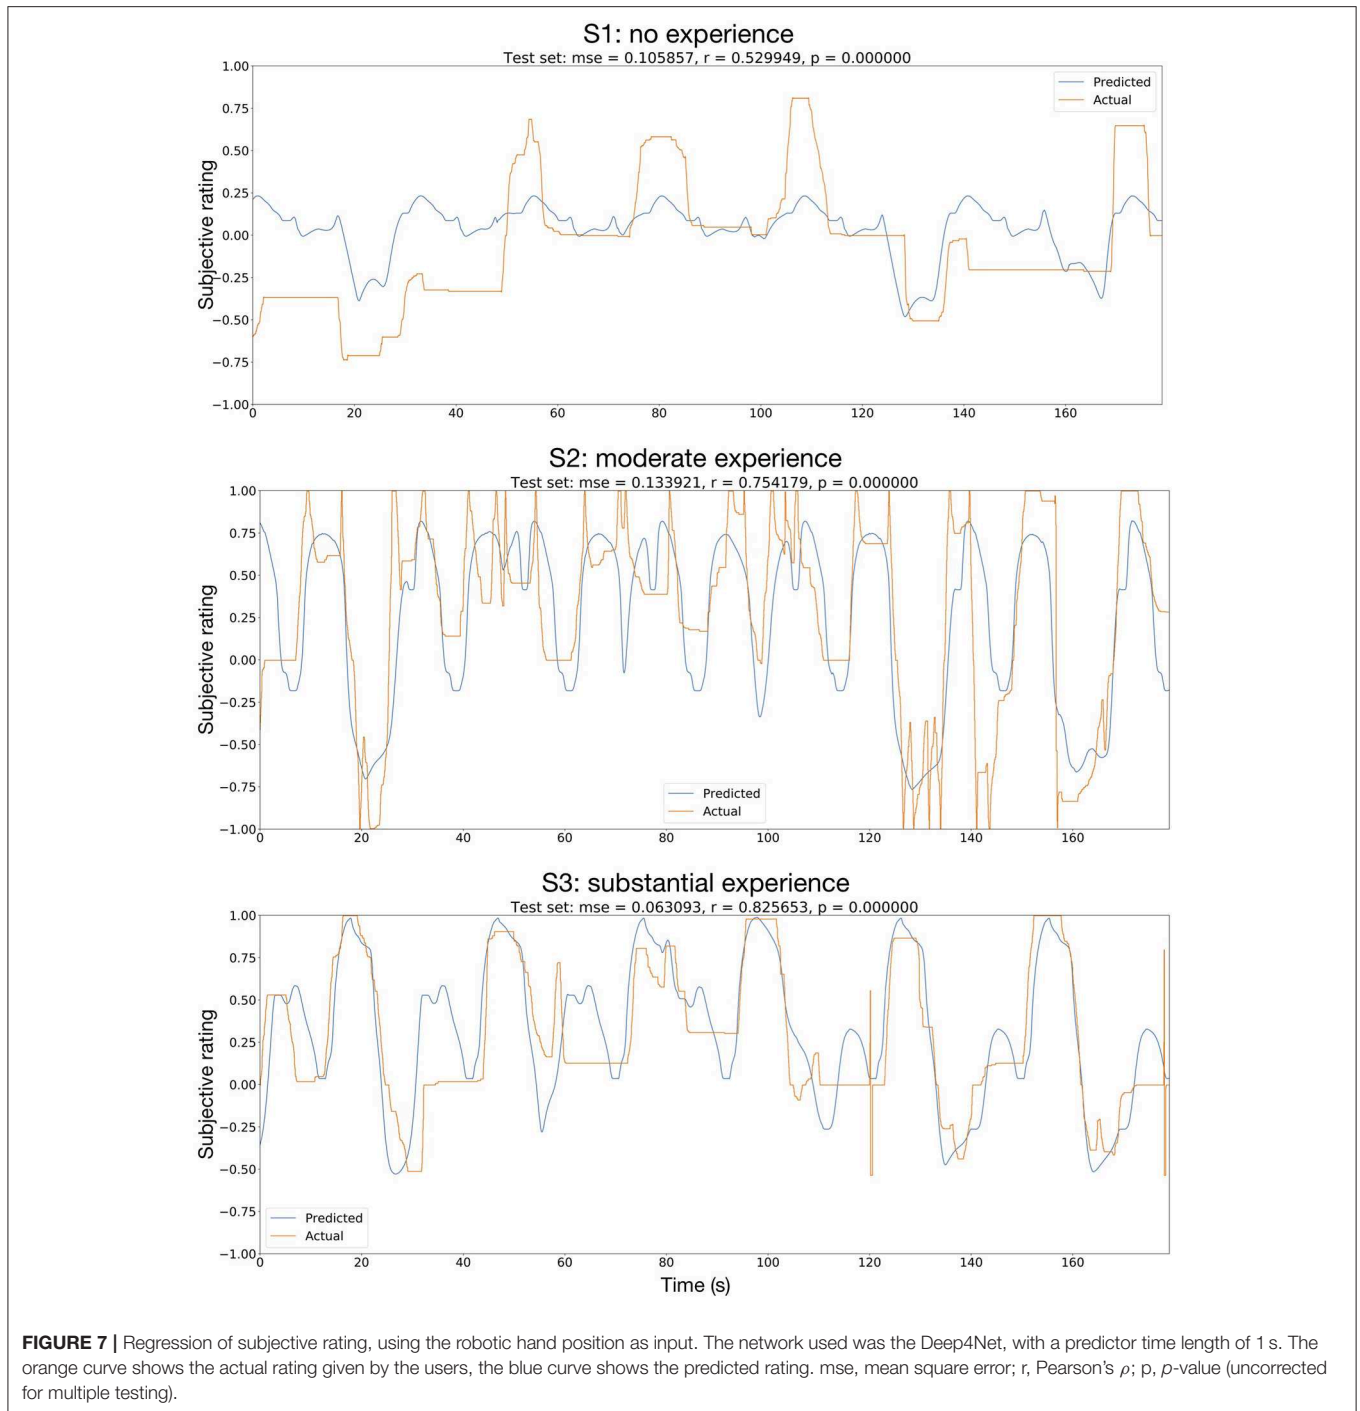 S1: no experience
Test set: mse = 0.105857, r = 0.529949, p = 0.000000
1.00
0.75
0.50
0.25
0.00
−0.25
−0.50
−0.75
−1.00
Subjective rating
Predicted
Actual
0 20 40 60 80 100 120 140 160
S2: moderate experience
Test set: mse = 0.133921, r = 0.754179, p = 0.000000
1.00
0.75
0.50
0.25
0.00
−0.25
−0.50
−0.75
−1.00
Subjective rating
Predicted
Actual
0 20 40 60 80 100 120 140 160
S3: substantial experience
Test set: mse = 0.063093, r = 0.825653, p = 0.000000
1.00
0.75
0.50
0.25
0.00
−0.25
−0.50
−0.75
−1.00
Subjective rating
Predicted
Actual
0 20 40 60 80 100 120 140 160
Time (s)
FIGURE 7 | Regression of subjective rating, using the robotic hand position as input. The network used was the Deep4Net, with a predictor time length of 1 s. The
orange curve shows the actual rating given by the users, the blue curve shows the predicted rating. mse, mean square error; r, Pearson's ρ; p, p-value (uncorrected
for multiple testing).